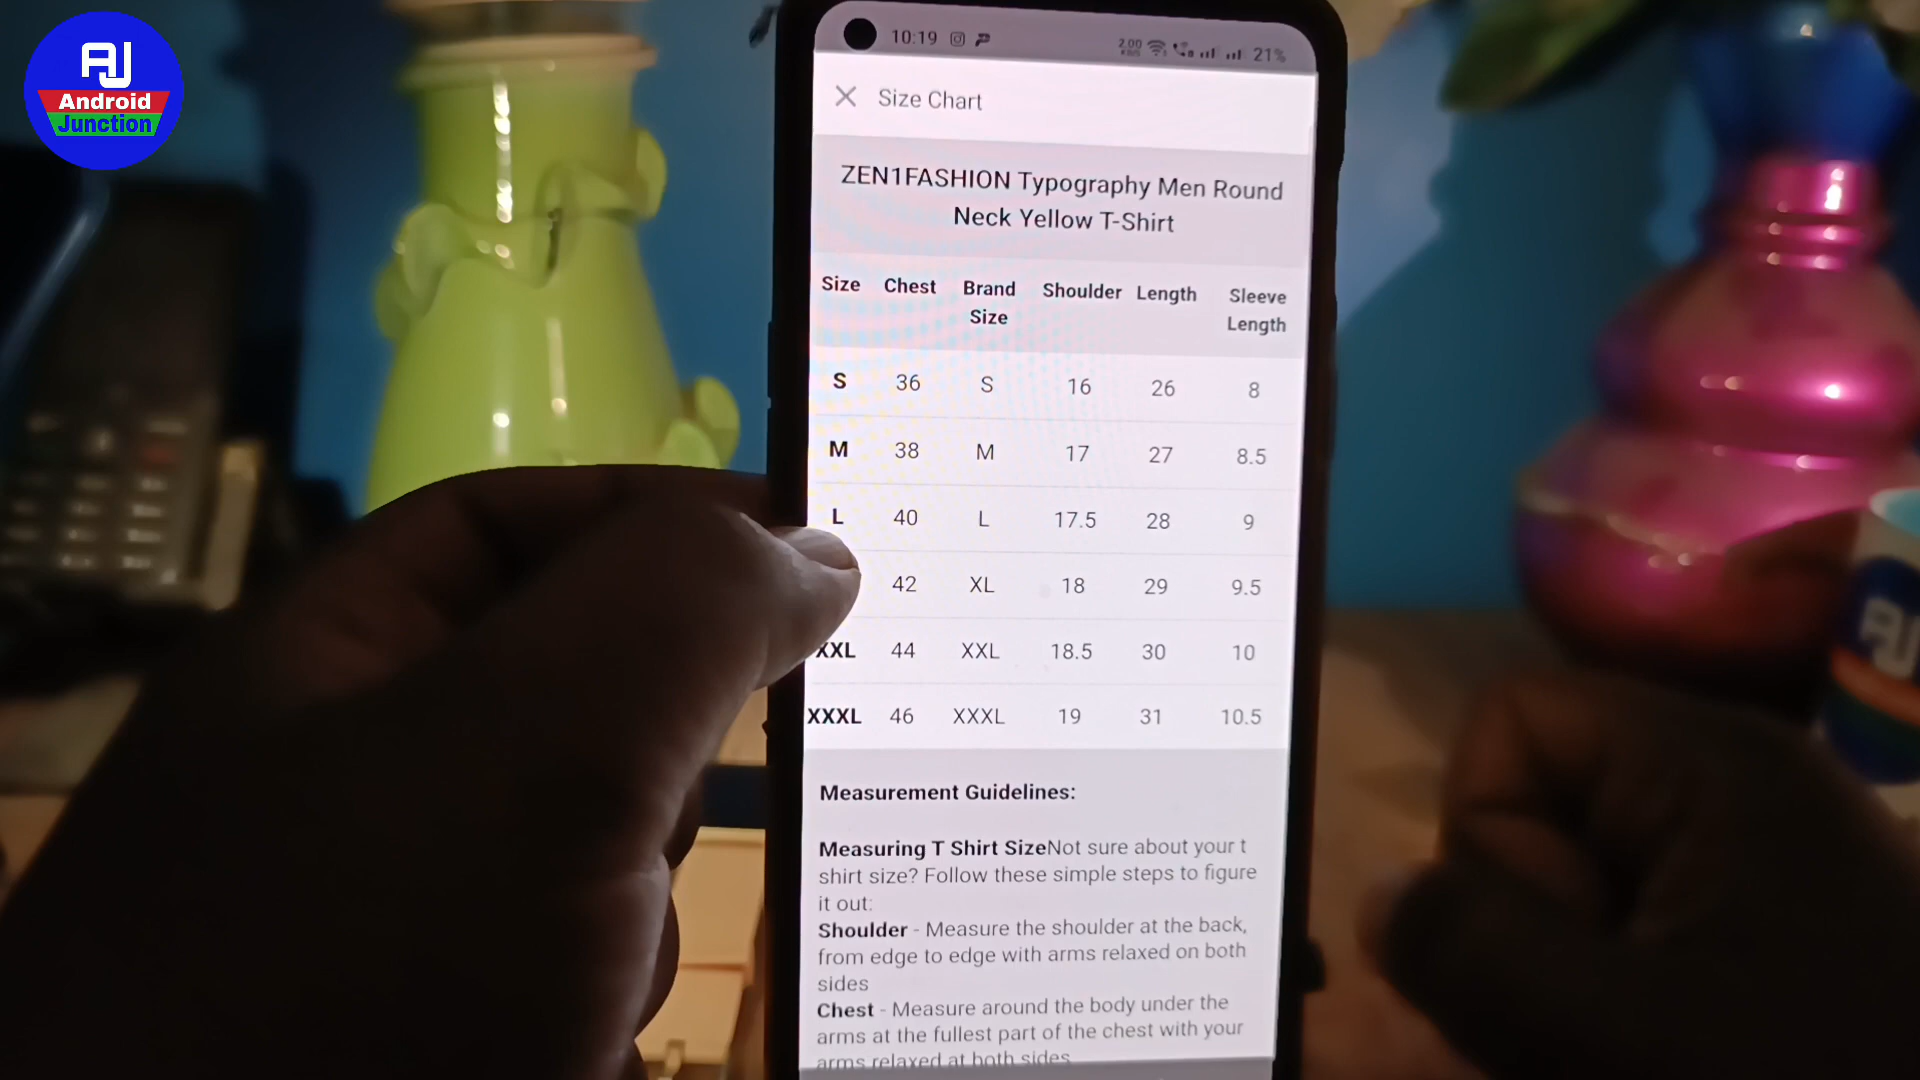 AJ
Android
Junction
10:19
2.00
21%
Size Chart
ZEN1FASHION Typography Men Round
Neck Yellow T-Shirt
Size Chest Brand Size Shoulder Length Sleeve Length
S 36 S 16 26 8
M 38 M 17 27 8.5
L 40 L 17.5 28 9
42 XL 18 29 9.5
XXL 44 XXL 18.5 30 10
XXXL 46 XXXL 19 31 10.5
Measurement Guidelines:
Measuring T Shirt SizeNot sure about your t
shirt size? Follow these simple steps to figure
it out:
Shoulder - Measure the shoulder at the back,
from edge to edge with arms relaxed on both
sides
Chest - Measure around the body under the
arms at the fullest part of the chest with your
arms relaxed at both sides
AJ